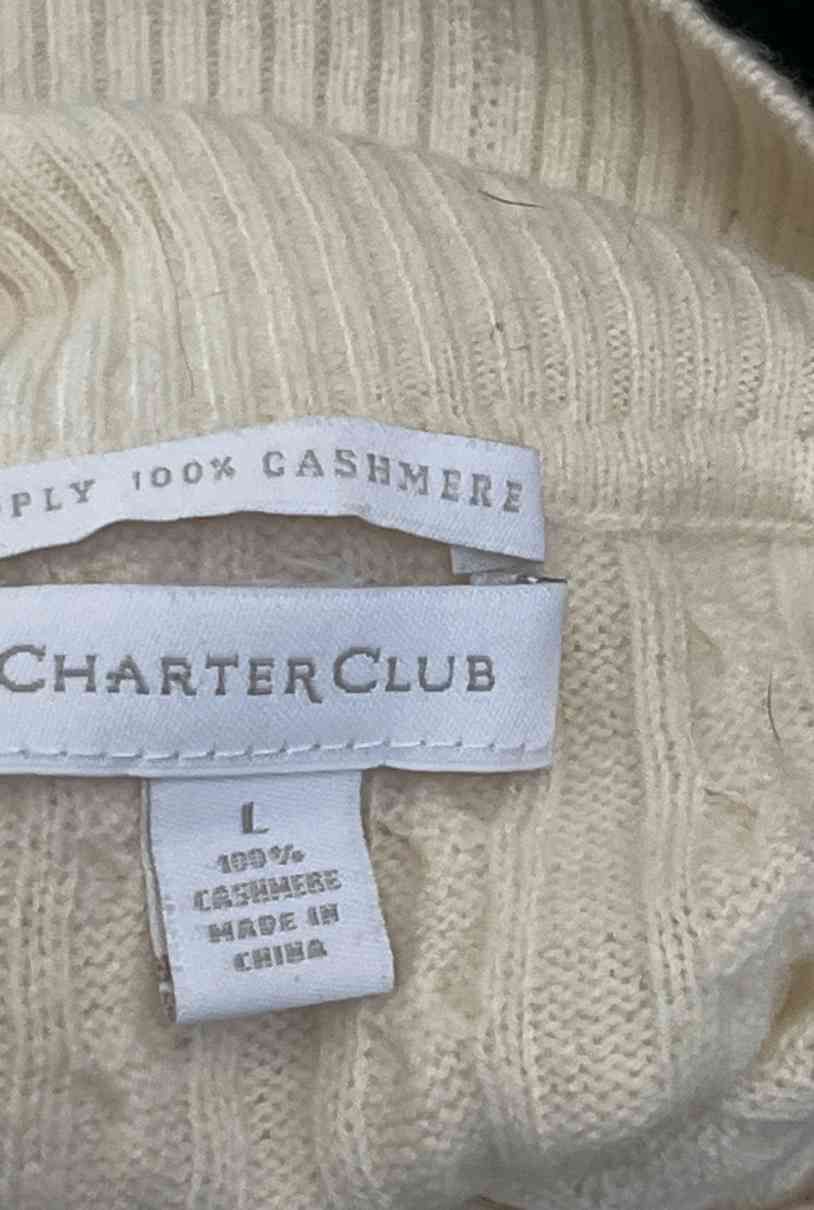 PLY 100% CASHMERE
CHARTER CLUB
L
100%
CASHMERE
MADE IN
CHINA